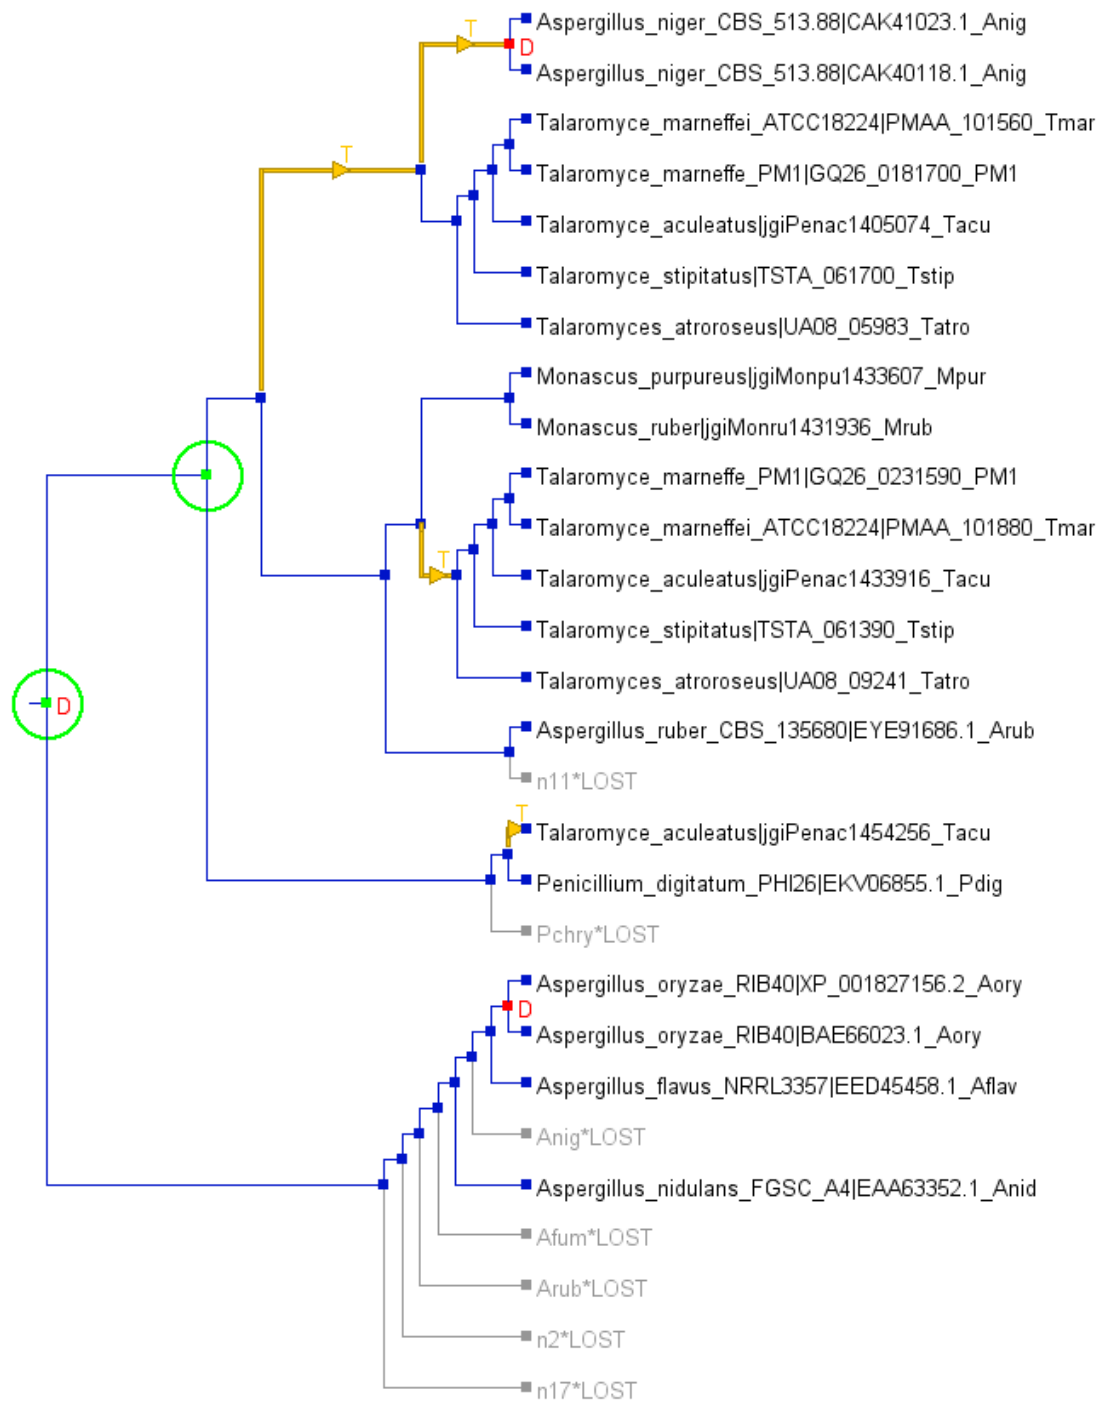 T
Aspergillus_niger_CBS_513.88|CAK41023.1_Anig
D
Aspergillus_niger_CBS_513.88|CAK40118.1_Anig
Talaromyce_marneffei_ATCC18224|PMAA_101560_Tmar
T
Talaromyce_marneffe_PM1|GQ26_0181700_PM1
Talaromyce_aculeatus|jgiPenac1405074_Tacu
Talaromyce_stipitatus|TSTA_061700_Tstip
Talaromyces_atroroseus|UA08_05983_Tatro
Monascus_purpureus|jgiMonpu1433607_Mpur
Monascus_ruber|jgiMonru1431936_Mrub
Talaromyce_marneffe_PM1|GQ26_0231590_PM1
Talaromyce_marneffei_ATCC18224|PMAA_101880_Tmar
T
Talaromyce_aculeatus|jgiPenac1433916_Tacu
Talaromyce_stipitatus|TSTA_061390_Tstip
Talaromyces_atroroseus|UA08_09241_Tatro
D
Aspergillus_ruber_CBS_135680|EYE91686.1_Arub
n11*LOST
T
Talaromyce_aculeatus|jgiPenac1454256_Tacu
Penicillium_digitatum_PHI26|EKV06855.1_Pdig
Pchry*LOST
Aspergillus_oryzae_RIB40|XP_001827156.2_Aory
D
Aspergillus_oryzae_RIB40|BAE66023.1_Aory
Aspergillus_flavus_NRRL3357|EED45458.1_Aflav
Anig*LOST
Aspergillus_nidulans_FGSC_A4|EAA63352.1_Anid
Afum*LOST
Arub*LOST
n2*LOST
n17*LOST